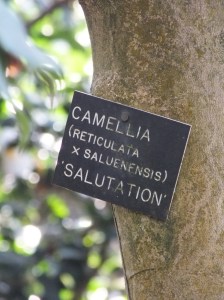 CAMELLIA
(RETICULATA
X SALUENENSIS)
'SALUTATION'